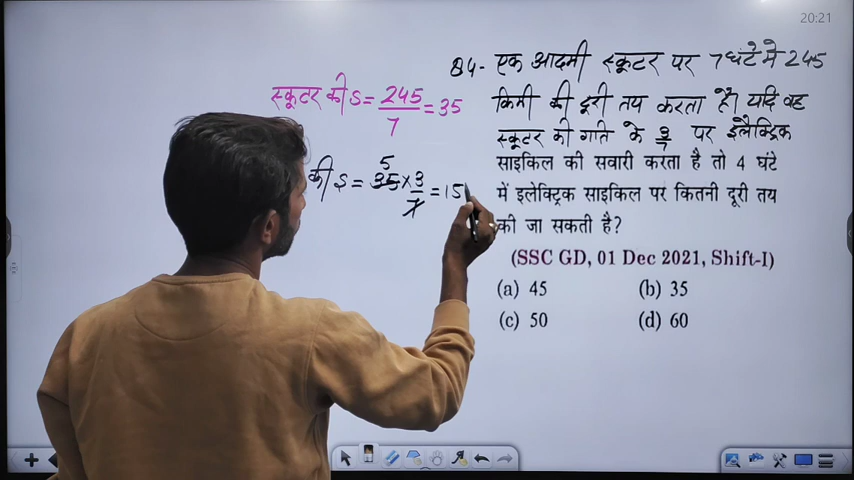 20:21
84- एक आदमी स्कूटर पर 7 घंटे में 245
किमी की दूरी तय करता है। यदि वह
स्कूटर की गति के 3/7 पर इलैक्ट्रिक
साइकिल की सवारी करता है तो 4 घंटे
में इलेक्ट्रिक साइकिल पर कितनी दूरी तय
की जा सकती है?
(SSC GD, 01 Dec 2021, Shift-I)
(a) 45 (b) 35
(c) 50 (d) 60
स्कूटर की S = 245/7 = 35
की S = 35 5 × 3/7 = 15